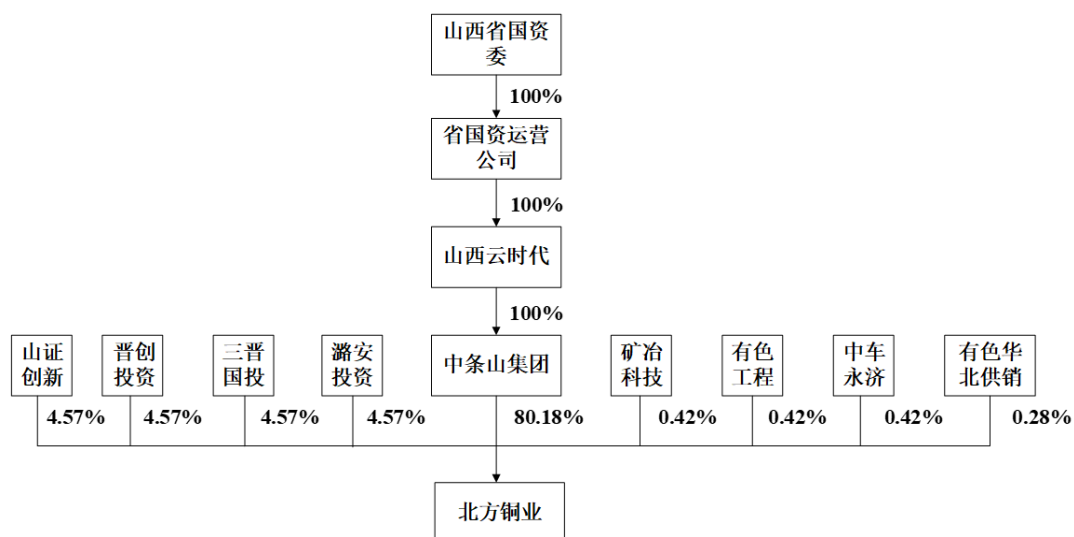 山西省国资
委
100%
省国资运营
公司
100%
山西云时代
100%
山证
创新
晋创
投资
三晋
国投
潞安
投资
中条山集团
矿冶
科技
有色
工程
中车
永济
有色华
北供销
4.57%
4.57%
4.57%
4.57%
80.18%
0.42%
0.42%
0.42%
0.28%
北方铜业